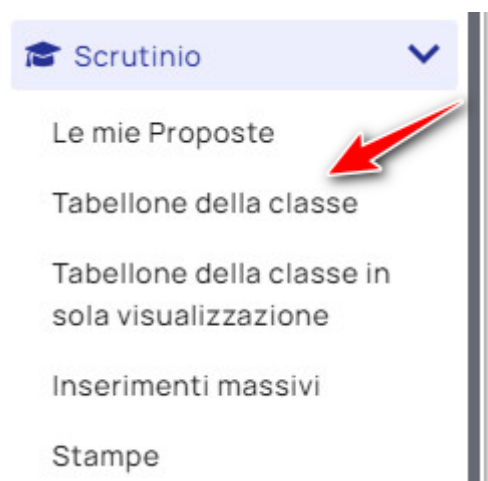 Scrutinio
Le mie Proposte
Tabellone della classe
Tabellone della classe in
sola visualizzazione
Inserimenti massivi
Stampe